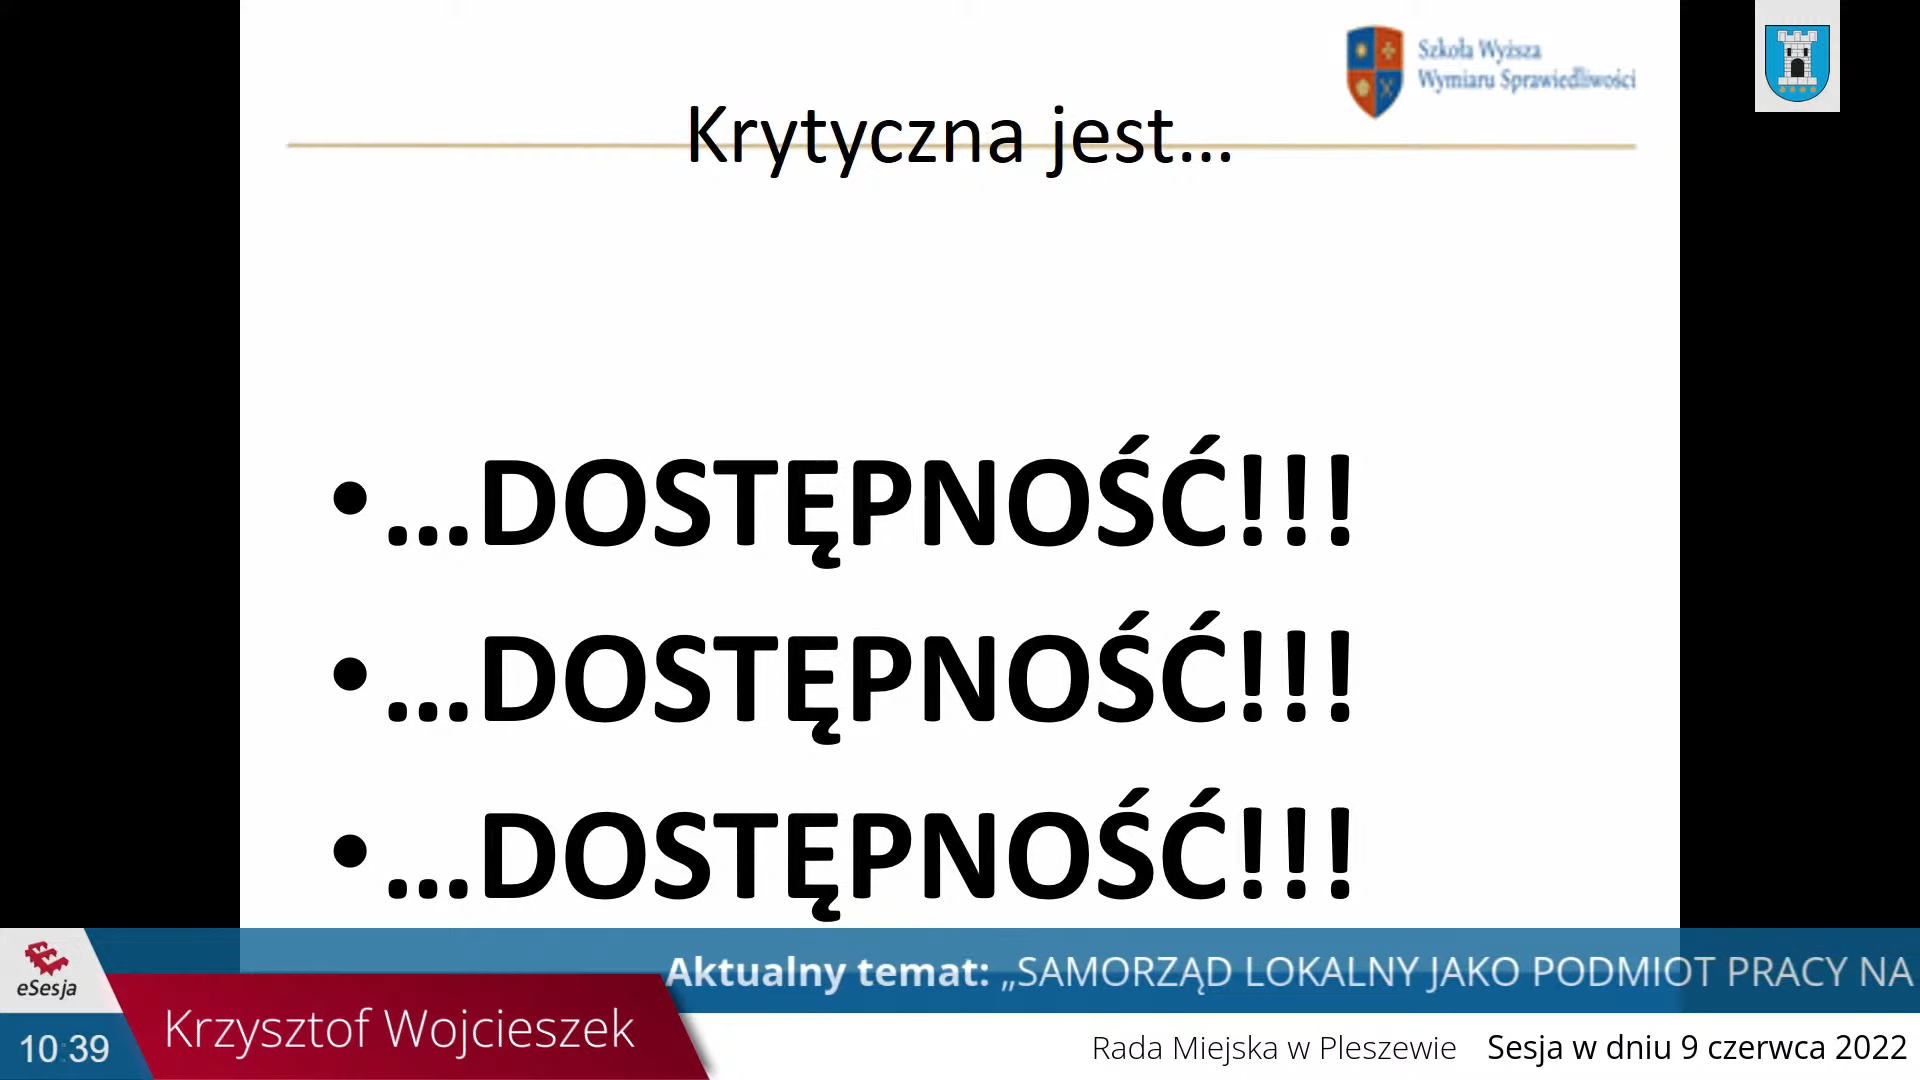 Szkoła Wyższa
Wymiaru Sprawiedliwości
Krytyczna jest...
• ...DOSTĘPNOŚĆ!!!
• ...DOSTĘPNOŚĆ!!!
• ...DOSTĘPNOŚĆ!!!
Aktualny temat: „SAMORZĄD LOKALNY JAKO PODMIOT PRACY NA
eSesja
Krzysztof Wojcieszek
10:39
Rada Miejska w Pleszewie Sesja w dniu 9 czerwca 2022